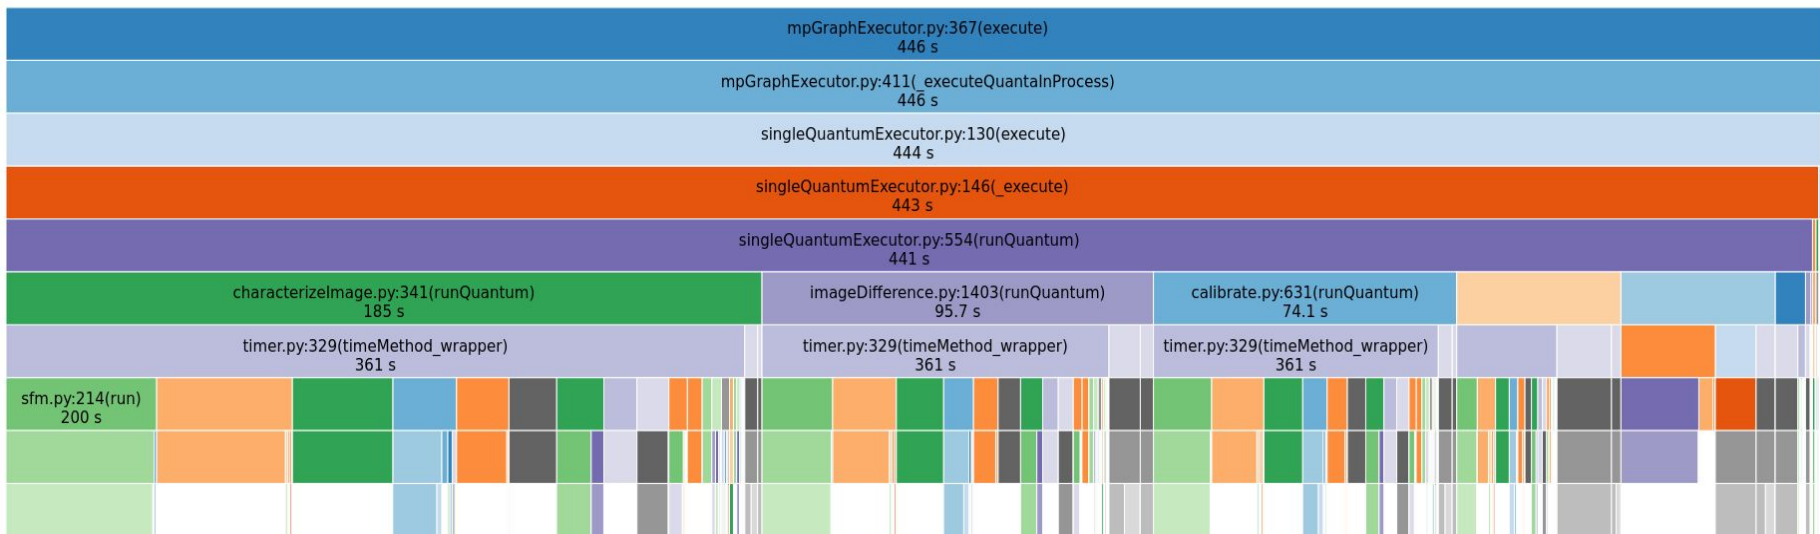 mpGraphExecutor.py:367(execute)
446 s
mpGraphExecutor.py:411(_executeQuantaInProcess)
446 s
singleQuantumExecutor.py:130(execute)
444 s
singleQuantumExecutor.py:146(_execute)
443 s
singleQuantumExecutor.py:554(runQuantum)
441 s
characterizeImage.py:341(runQuantum)
185 s
imageDifference.py:1403(runQuantum)
95.7 s
calibrate.py:631(runQuantum)
74.1 s
timer.py:329(timeMethod_wrapper)
361 s
timer.py:329(timeMethod_wrapper)
361 s
timer.py:329(timeMethod_wrapper)
361 s
sfm.py:214(run)
200 s